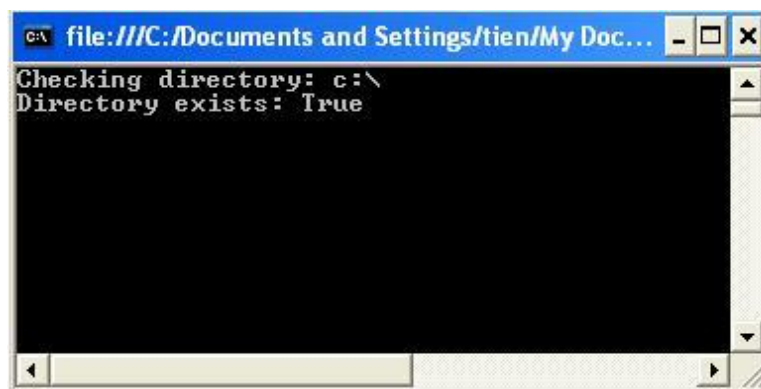 file:///C:/Documents and Settings/tien/My Doc...
Checking directory: c:\
Directory exists: True